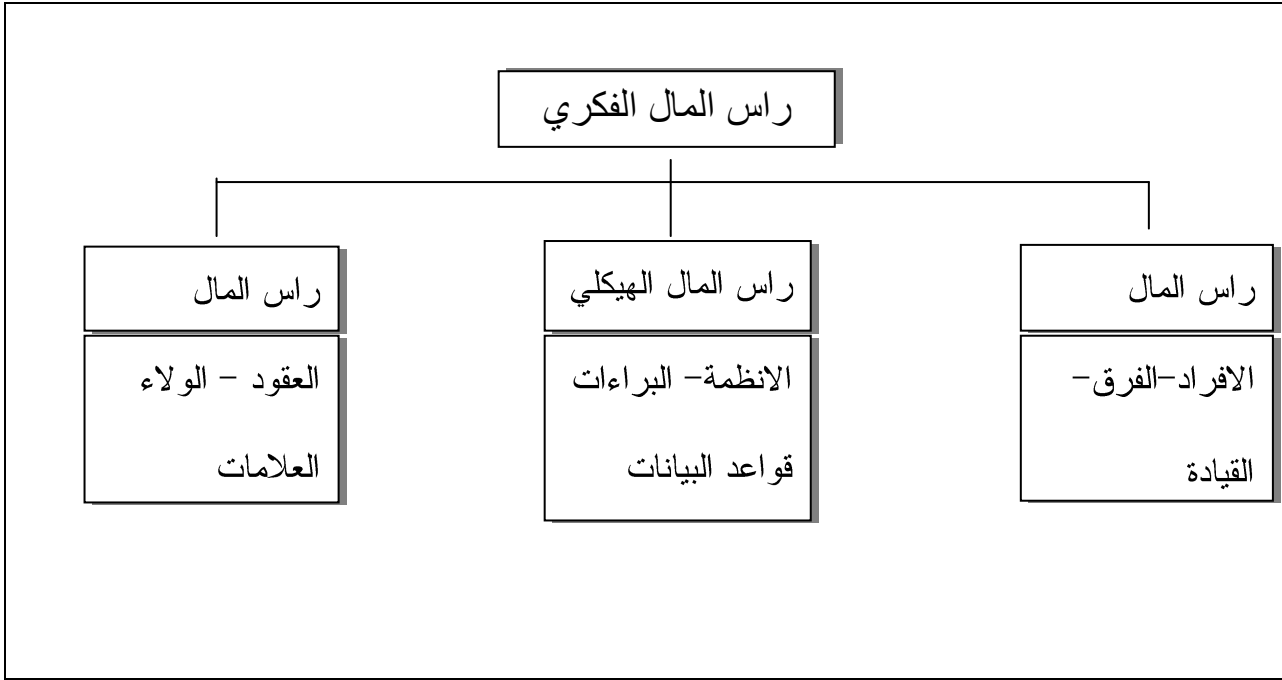 راس المال الفكري
راس المال
الافراد-الفرق-
القيادة
راس المال الهيكلي
الانظمة- البراءات
قواعد البيانات
راس المال
العقود - الولاء
العلامات